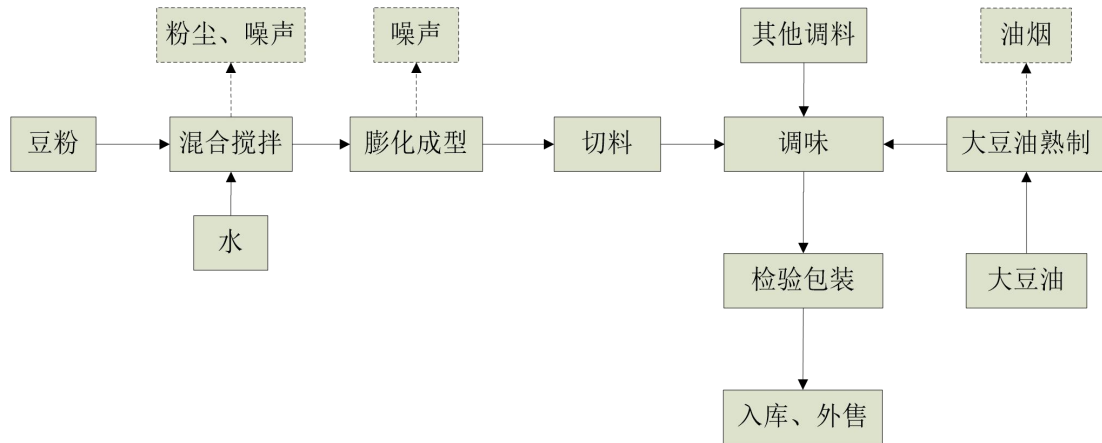 粉尘、噪声
噪声
其他调料
油烟
豆粉
混合搅拌
膨化成型
切料
调味
大豆油熟制
水
检验包装
大豆油
入库、外售